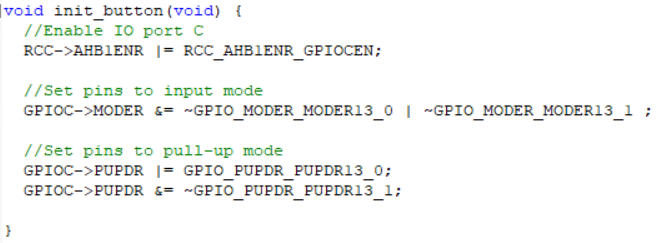 void init_button(void) {
//Enable IO port C
RCC->AHB1ENR |= RCC_AHB1ENR_GPIOCEN;
//Set pins to input mode
GPIOC->MODER &= ~GPIO_MODER_MODER13_0 | ~GPIO_MODER_MODER13_1 ;
//Set pins to pull-up mode
GPIOC->PUPDR |= GPIO_PUPDR_PUPDR13_0;
GPIOC->PUPDR &= ~GPIO_PUPDR_PUPDR13_1;
}